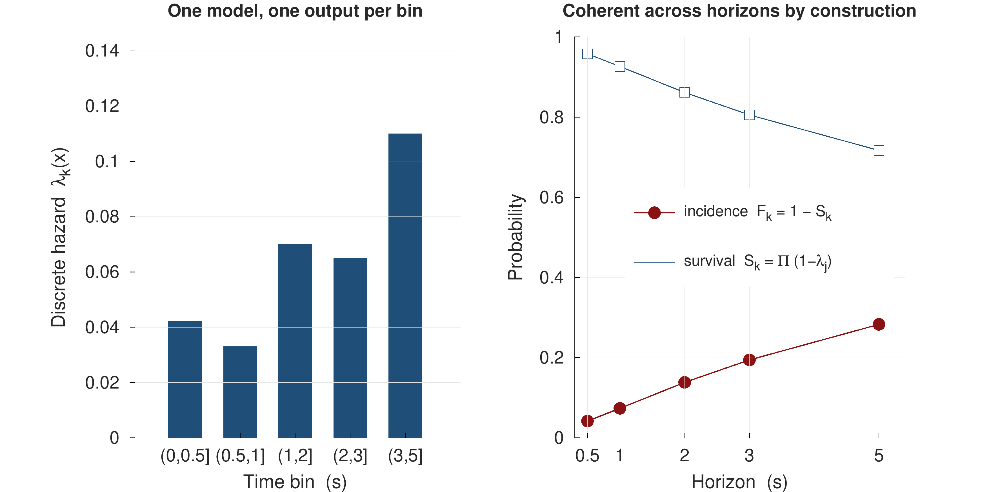 One model, one output per bin
0.14
0.12
0.1
0.08
0.06
0.04
0.02
0
Discrete hazard λk(x)
(0,0.5] (0.5,1] (1,2] (2,3] (3,5]
Time bin (s)
Coherent across horizons by construction
1
0.8
0.6
0.4
0.2
0
Probability
incidence Fk = 1 − Sk
survival Sk = Π (1−λj)
0.5 1 2 3 5
Horizon (s)